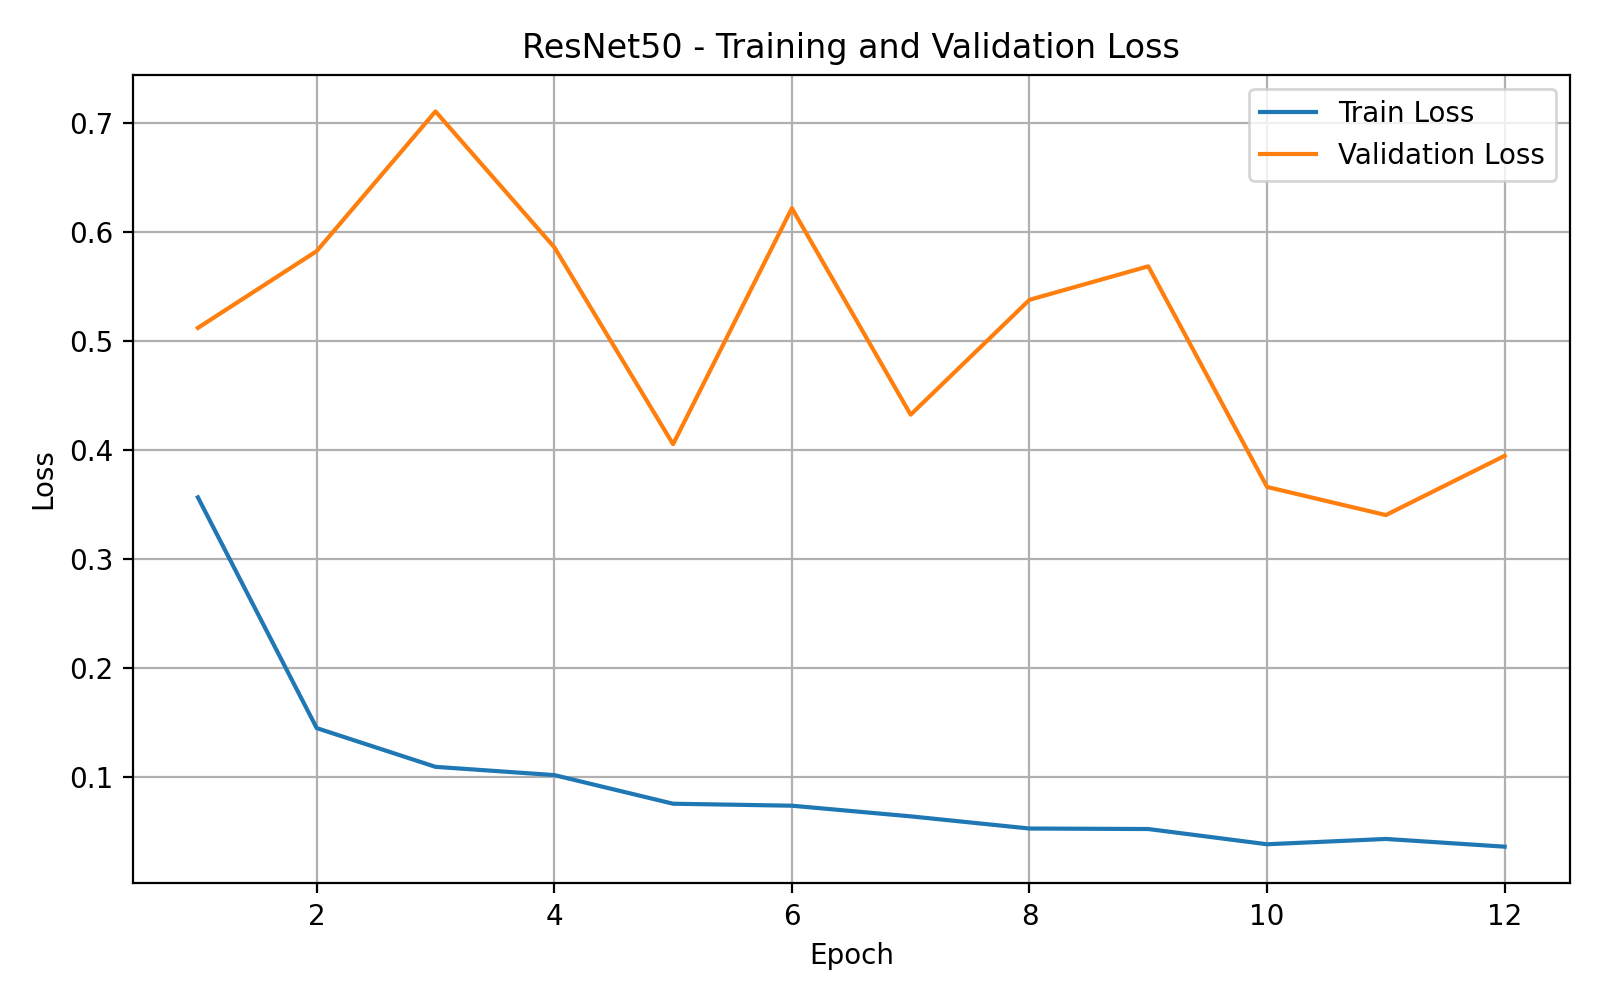 ResNet50 - Training and Validation Loss
Train Loss
Validation Loss
0.7
0.6
0.5
0.4
0.3
0.2
0.1
Loss
2 4 6 8 10 12
Epoch